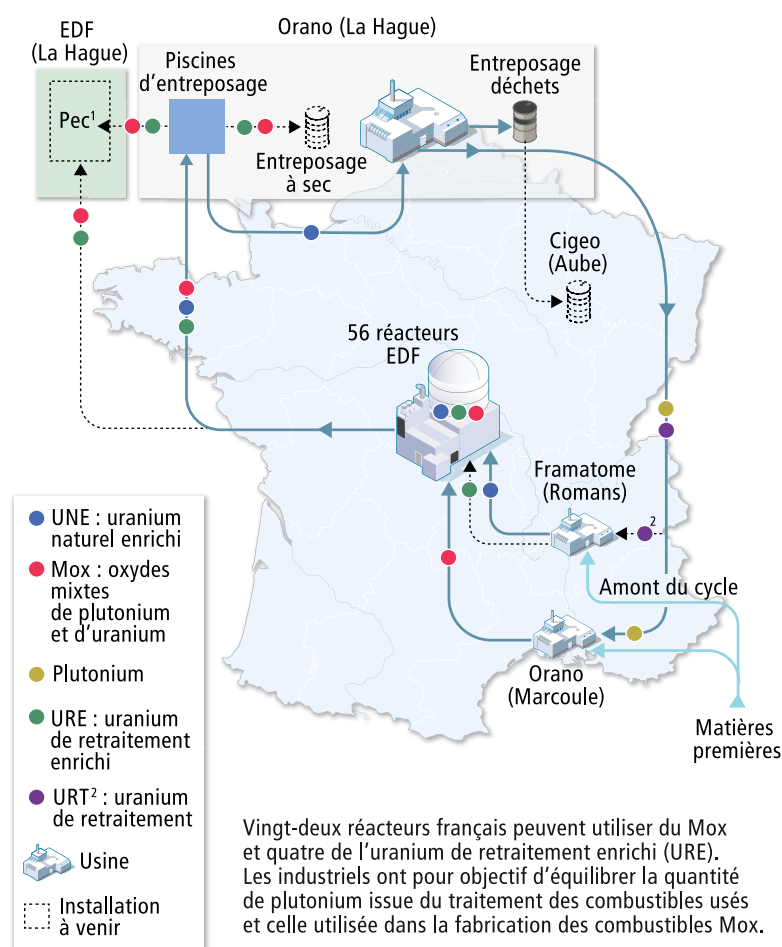 EDF
(La Hague)
Orano (La Hague)
Piscines
d'entreposage
Entreposage
déchets
Pec¹
Entreposage
à sec
Cigeo
(Aube)
56 réacteurs
EDF
Framatome
(Romans)
2
Amont du cycle
Orano
(Marcoule)
Matières
premières
UNE : uranium
naturel enrichi
Mox : oxydes
mixtes
de plutonium
et d'uranium
Plutonium
URE : uranium
de retraitement
enrichi
URT² : uranium
de retraitement
Usine
Installation
à venir
Vingt-deux réacteurs français peuvent utiliser du Mox
et quatre de l'uranium de retraitement enrichi (URE).
Les industriels ont pour objectif d'équilibrer la quantité
de plutonium issue du traitement des combustibles usés
et celle utilisée dans la fabrication des combustibles Mox.